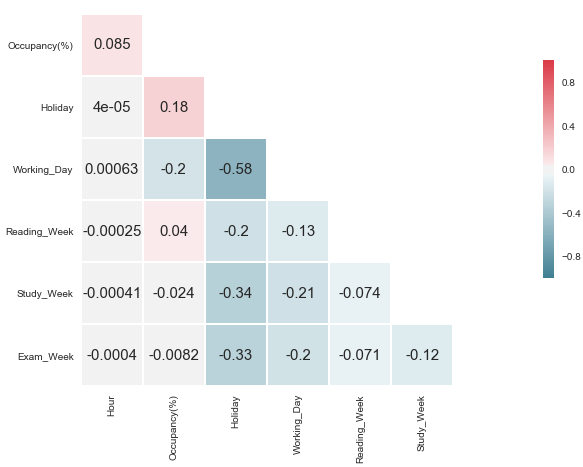 Occupancy(%) 0.085
Holiday 4e-05 0.18
Working_Day 0.00063 -0.2 -0.58
Reading_Week -0.00025 0.04 -0.2 -0.13
Study_Week -0.00041 -0.024 -0.34 -0.21 -0.074
Exam_Week -0.0004 -0.0082 -0.33 -0.2 -0.071 -0.12
Hour
Occupancy(%)
Holiday
Working_Day
Reading_Week
Study_Week
0.8
0.4
0.0
−0.4
−0.8